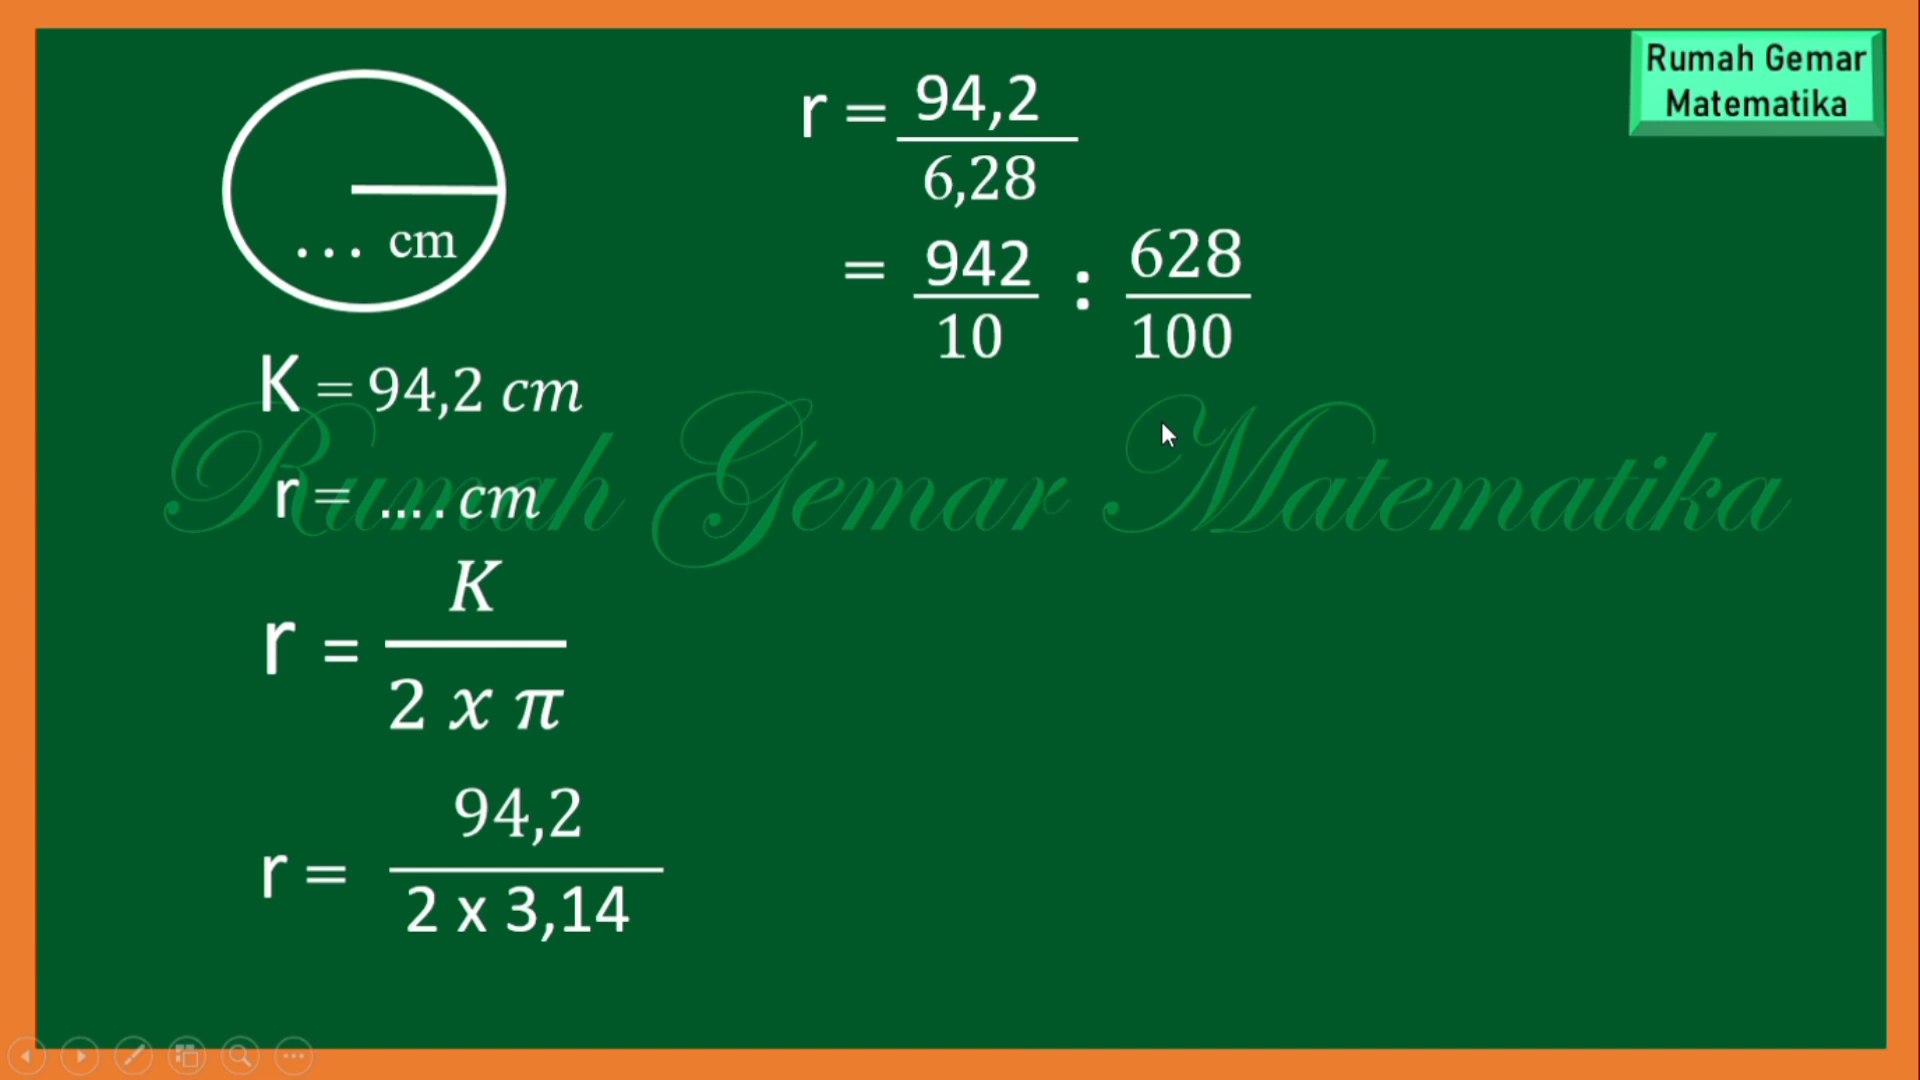 Rumah Gemar
Matematika
... cm
K = 94,2 cm
r = .... cm
r = K / 2 x π
r = 94,2 / 2 x 3,14
r = 94,2 / 6,28
= 942/10 : 628/100
Rumah Gemar Matematika